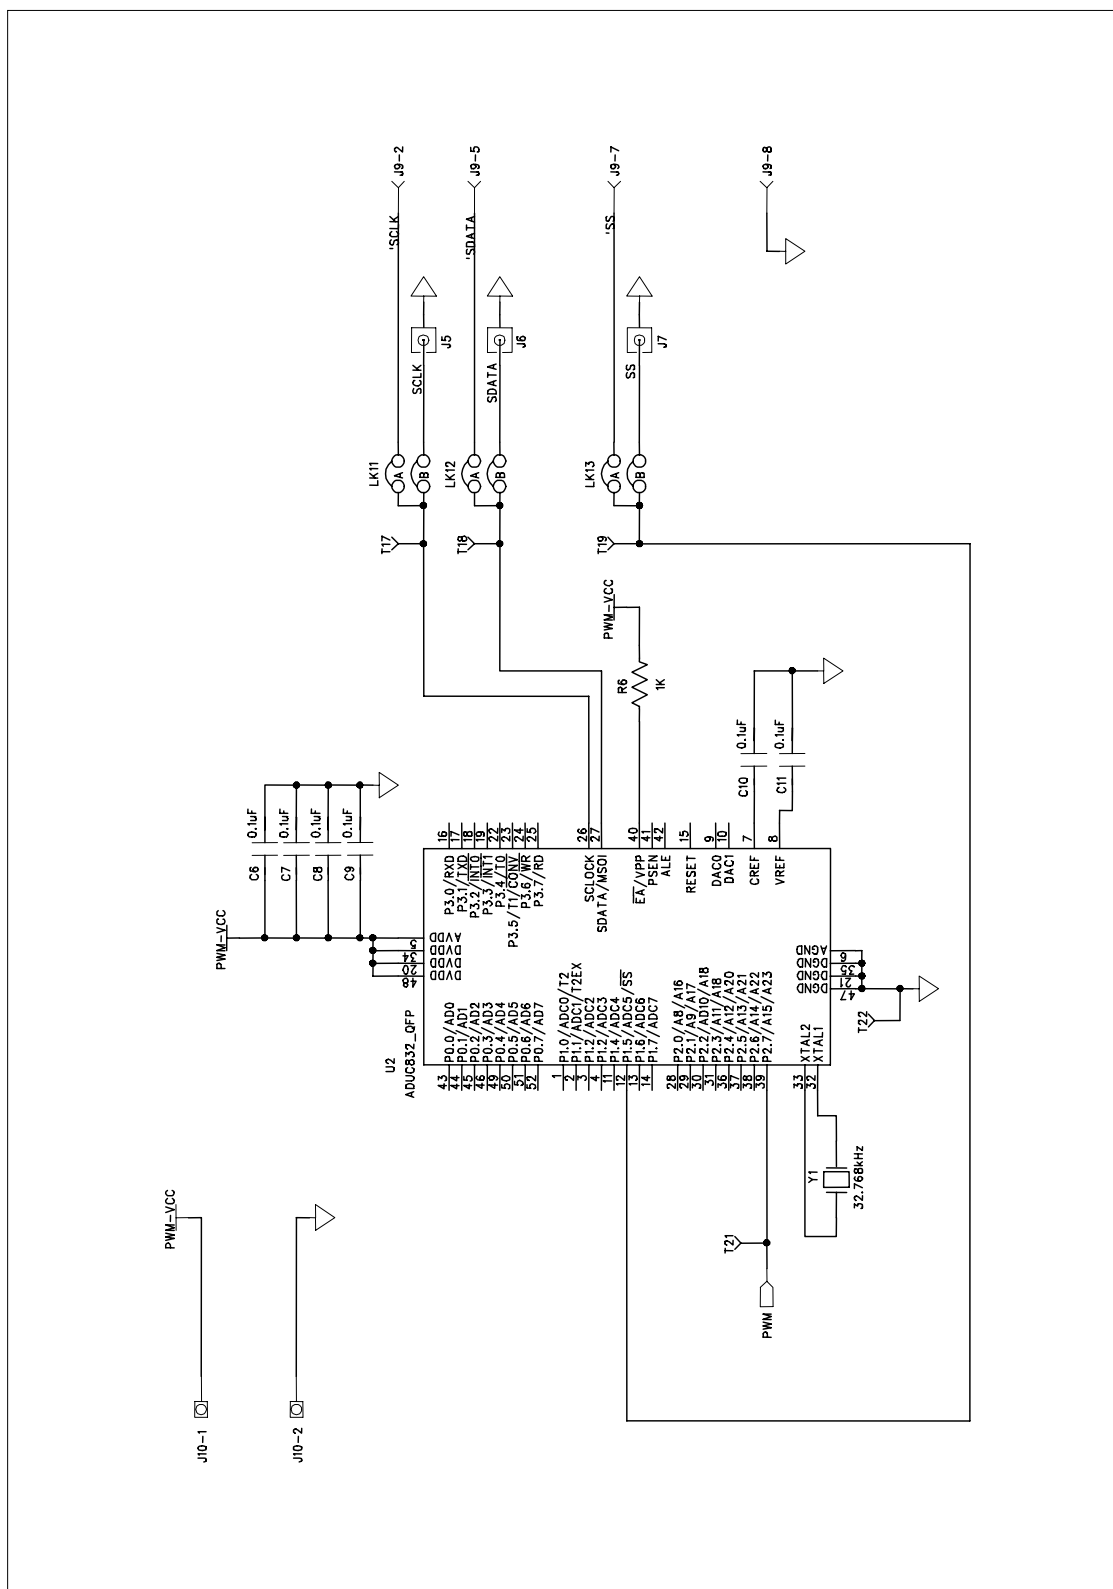 J10-1
PWM-VCC
J10-2
PWM-VCC
C6
0.1uF
C7
0.1uF
C8
0.1uF
C9
0.1uF
U2
ADUC832_QFP
48 DVDD
20 DVDD
34 DVDD
5 AVDD
43 P0.0/AD0
44 P0.1/AD1
45 P0.2/AD2
46 P0.3/AD3
49 P0.4/AD4
50 P0.5/AD5
51 P0.6/AD6
52 P0.7/AD7
1 P1.0/ADC0/T2
2 P1.1/ADC1/T2EX
3 P1.2/ADC2
4 P1.2/ADC3
11 P1.4/ADC4
12 P1.5/ADC5/SS
13 P1.6/ADC6
14 P1.7/ADC7
28 P2.0/A8/A16
29 P2.1/A9/A17
30 P2.2/AD10/A18
31 P2.3/A11/A18
36 P2.4/A12/A20
37 P2.5/A13/A21
38 P2.6/A14/A22
39 P2.7/A15/A23
33 XTAL2
32 XTAL1
P3.0/RXD 16
P3.1/TXD 17
P3.2/INT0 18
P3.3/INT1 19
P3.4/T0 22
P3.5/T1/CONV 23
P3.6/WR 24
P3.7/RD 25
SCLOCK 26
SDATA/MSOI 27
EA/VPP 40
PSEN 41
ALE 42
RESET 15
DAC0 9
DAC1 10
CREF 7
VREF 8
47 DGND
21 DGND
35 DGND
6 AGND
T22
PWM
T21
Y1
32.768kHz
R6
1K
PWM-VCC
C10
0.1uF
C11
0.1uF
T17
LK11
A
B
'SCLK
J9-2
SCLK
J5
T18
LK12
A
B
'SDATA
J9-5
SDATA
J6
T19
LK13
A
B
'SS
J9-7
SS
J7
J9-8